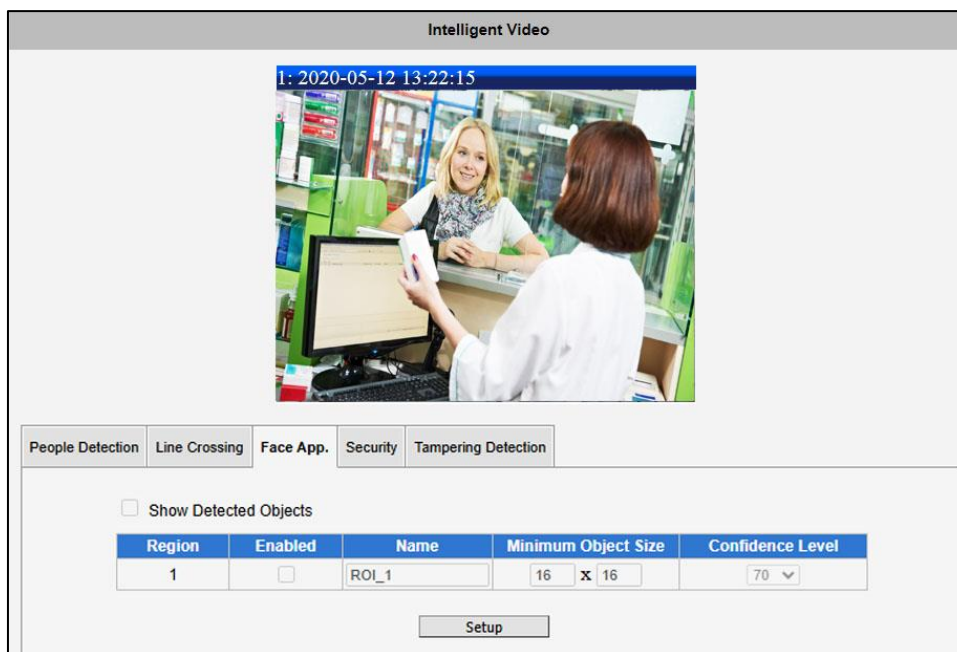 Intelligent Video
1: 2020-05-12 13:22:15
People Detection Line Crossing Face App. Security Tampering Detection
Show Detected Objects
Region Enabled Name Minimum Object Size Confidence Level
1 ROI_1 16 x 16 70
Setup